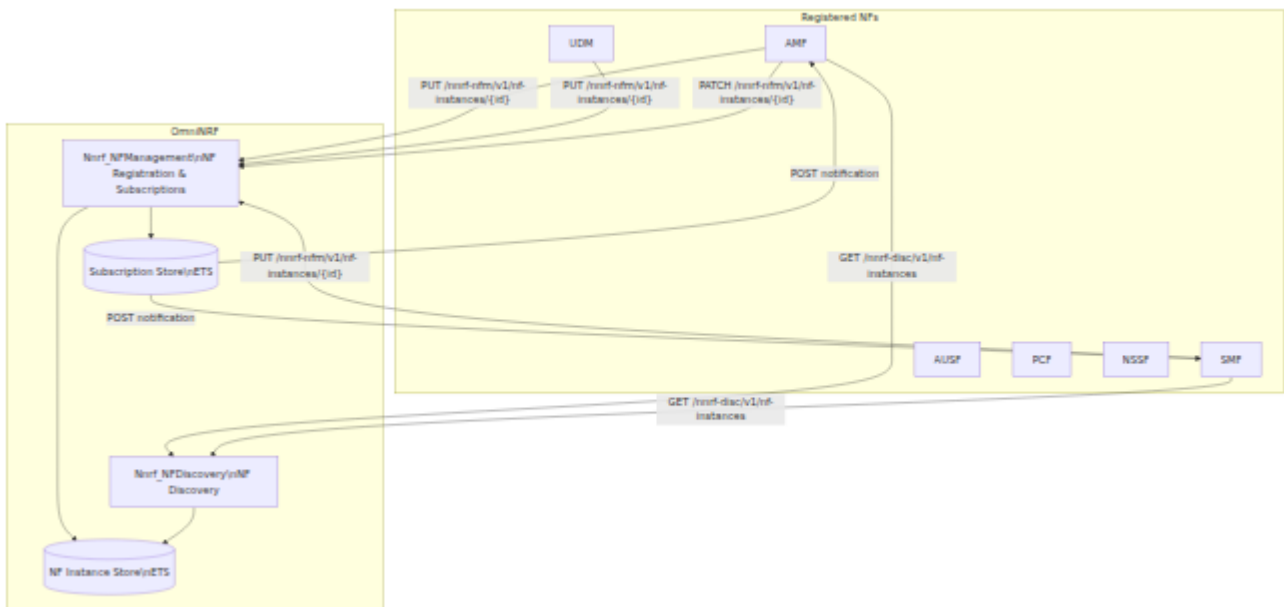 Registered NFs
UDM
AMF
PUT /nnrf-nfm/v1/nf-
instances/{id}
PUT /nnrf-nfm/v1/nf-
instances/{id}
PATCH /nnrf-nfm/v1/nf-
instances/{id}
OmniNRF
Nnrf_NFManagement\nNF
Registration &
Subscriptions
POST notification
Subscription Store\nETS
PUT /nnrf-nfm/v1/nf-
instances/{id}
GET /nnrf-disc/v1/nf-
instances
POST notification
AUSF
PCF
NSSF
SMF
GET /nnrf-disc/v1/nf-
instances
Nnrf_NFDiscovery\nNF
Discovery
NF Instance Store\nETS